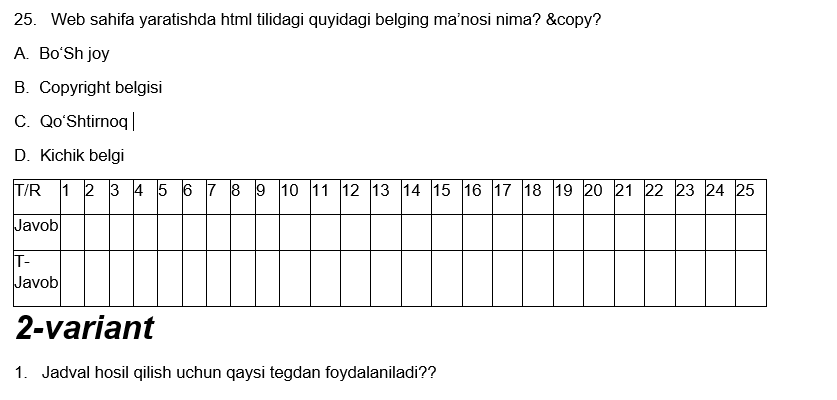 25. Web sahifa yaratishda html tilidagi quyidagi belging ma’nosi nima? &copy?
A. Bo‘Sh joy
B. Copyright belgisi
C. Qo‘Shtirnoq
D. Kichik belgi
T/R 1 2 3 4 5 6 7 8 9 10 11 12 13 14 15 16 17 18 19 20 21 22 23 24 25
Javob
T-
Javob
2-variant
1. Jadval hosil qilish uchun qaysi tegdan foydalaniladi??